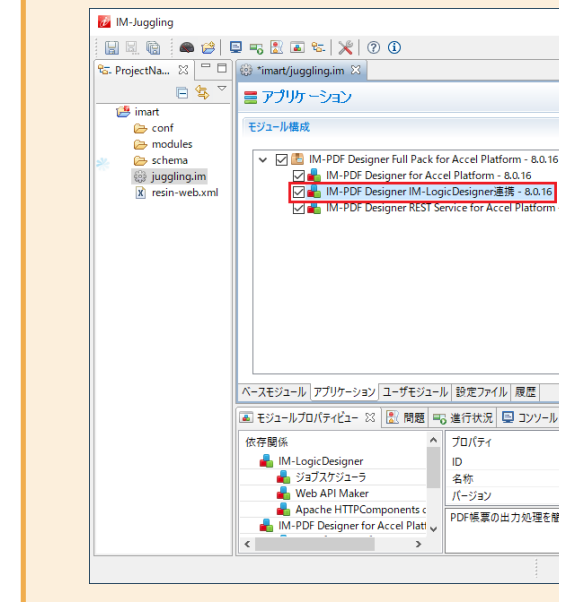 IM-Juggling
ProjectNa...
imart
conf
modules
schema
juggling.im
resin-web.xml
*imart/juggling.im
アプリケーション
モジュール構成
IM-PDF Designer Full Pack for Accel Platform - 8.0.16
IM-PDF Designer for Accel Platform - 8.0.16
IM-PDF Designer IM-LogicDesigner連携 - 8.0.16
IM-PDF Designer REST Service for Accel Platform
ベースモジュール アプリケーション ユーザモジュール 設定ファイル 履歴
モジュールプロパティビュー 問題 進行状況 コンソール
依存関係
IM-LogicDesigner
ジョブスケジューラ
Web API Maker
Apache HTTPComponents
IM-PDF Designer for Accel Platf
プロパティ
ID
名称
バージョン
PDF帳票の出力処理を簡